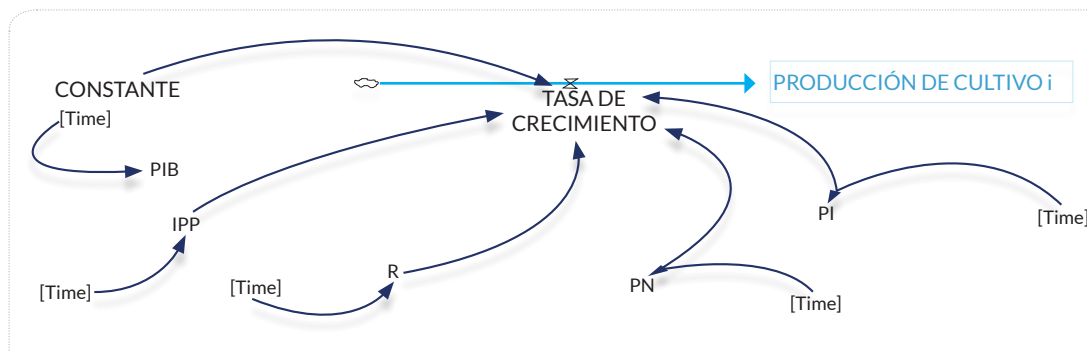 CONSTANTE
PRODUCCIÓN DE CULTIVO i
TASA DE
CRECIMIENTO
[Time]
PIB
IPP
PI
[Time]
[Time]
[Time]
R
PN
[Time]